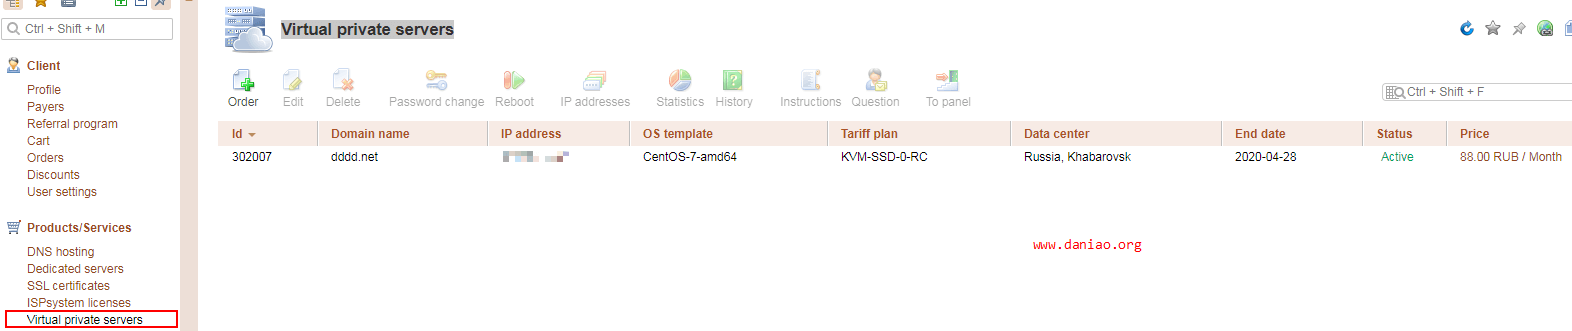 Ctrl + Shift + M
Client
Profile
Payers
Referral program
Cart
Orders
Discounts
User settings
Products/Services
DNS hosting
Dedicated servers
SSL certificates
ISPsystem licenses
Virtual private servers
Virtual private servers
Order Edit Delete Password change Reboot IP addresses Statistics History Instructions Question To panel
Ctrl + Shift + F
Id Domain name IP address OS template Tariff plan Data center End date Status Price
302007 dddd.net CentOS-7-amd64 KVM-SSD-0-RC Russia, Khabarovsk 2020-04-28 Active 88.00 RUB / Month
www.daniao.org